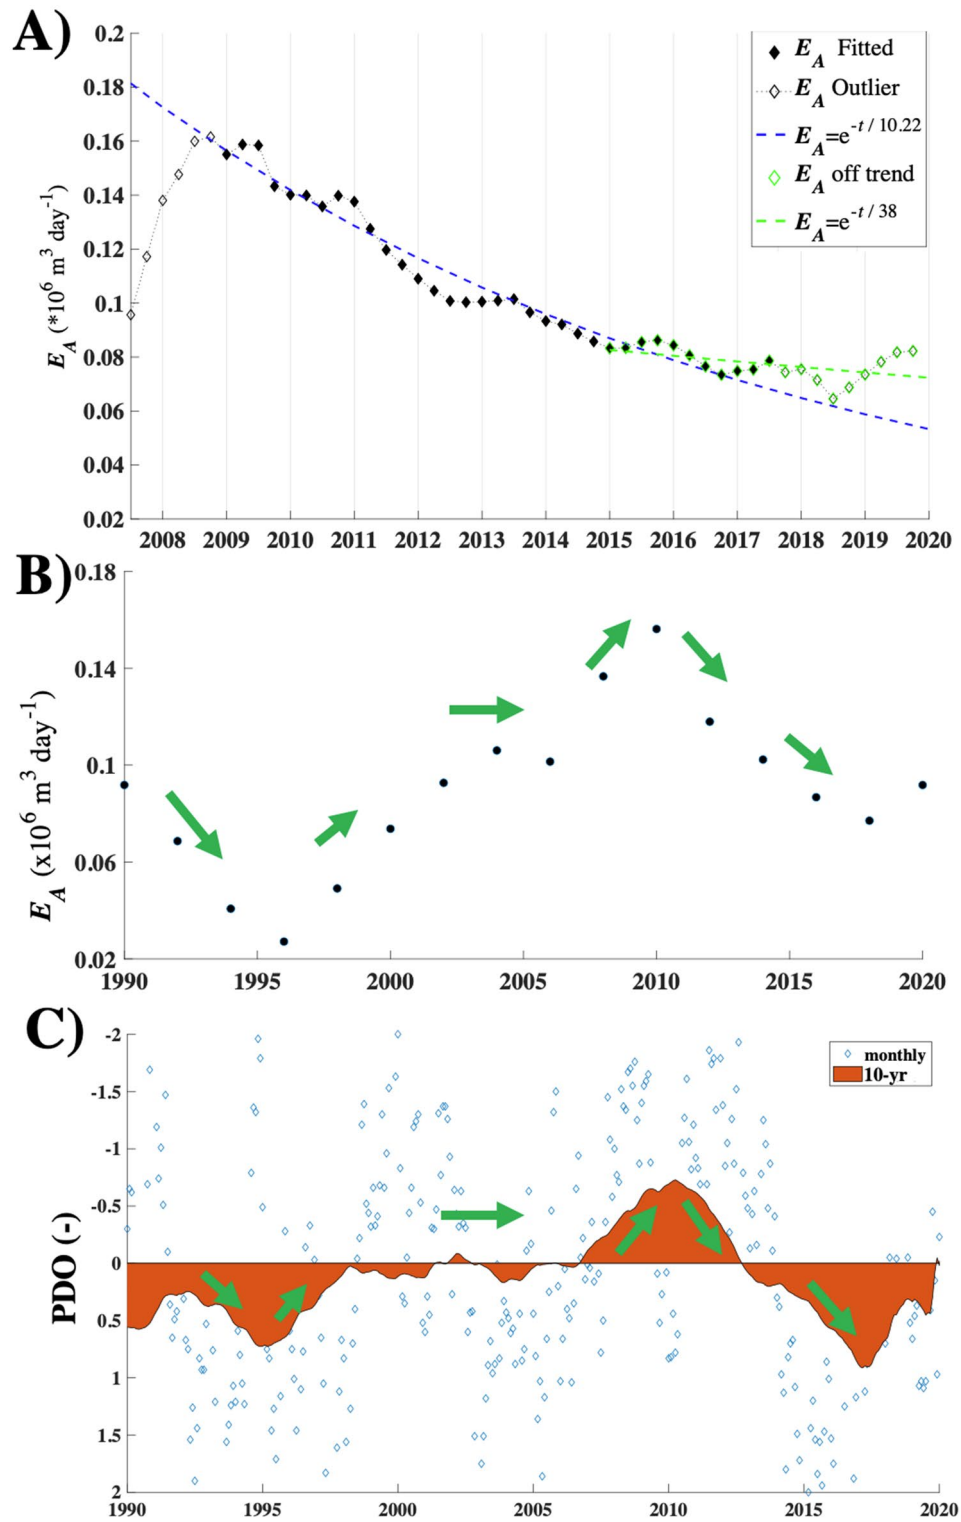 A)
0.2
0.18
0.16
0.14
0.12
0.1
0.08
0.06
0.04
0.02
E_A (*10^6 m^3 day^-1)
E_A Fitted
E_A Outlier
E_A=e^-t / 10.22
E_A off trend
E_A=e^-t / 38
2008 2009 2010 2011 2012 2013 2014 2015 2016 2017 2018 2019 2020
B)
0.18
0.14
0.1
0.06
0.02
E_A (x10^6 m^3 day^-1)
1990 1995 2000 2005 2010 2015 2020
C)
-2
-1.5
-1
-0.5
0
0.5
1
1.5
2
PDO (-)
monthly
10-yr
1990 1995 2000 2005 2010 2015 2020